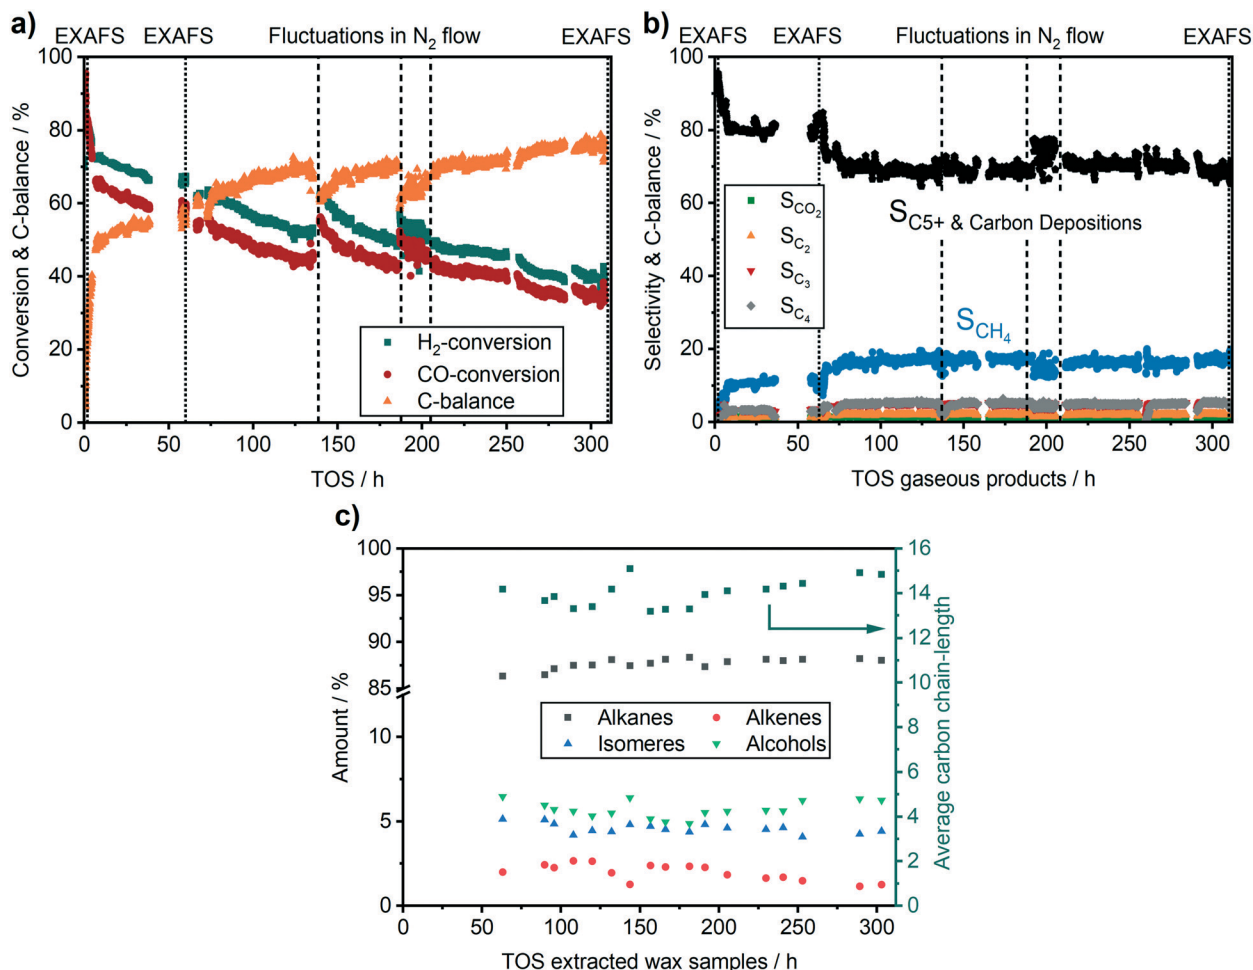 a)
EXAFS EXAFS Fluctuations in N2 flow EXAFS
100
80
60
40
20
0
Conversion & C-balance / %
H2-conversion
CO-conversion
C-balance
0 50 100 150 200 250 300
TOS / h
b)
EXAFS EXAFS Fluctuations in N2 flow EXAFS
100
80
60
40
20
0
Selectivity & C-balance / %
SCO2
SC2
SC3
SC4
SC5+ & Carbon Depositions
SCH4
0 50 100 150 200 250 300
TOS gaseous products / h
c)
100
95
90
85
10
5
0
Amount / %
Alkanes Alkenes
Isomeres Alcohols
16
14
12
10
8
6
4
2
0
Average carbon chain-length
0 50 100 150 200 250 300
TOS extracted wax samples / h